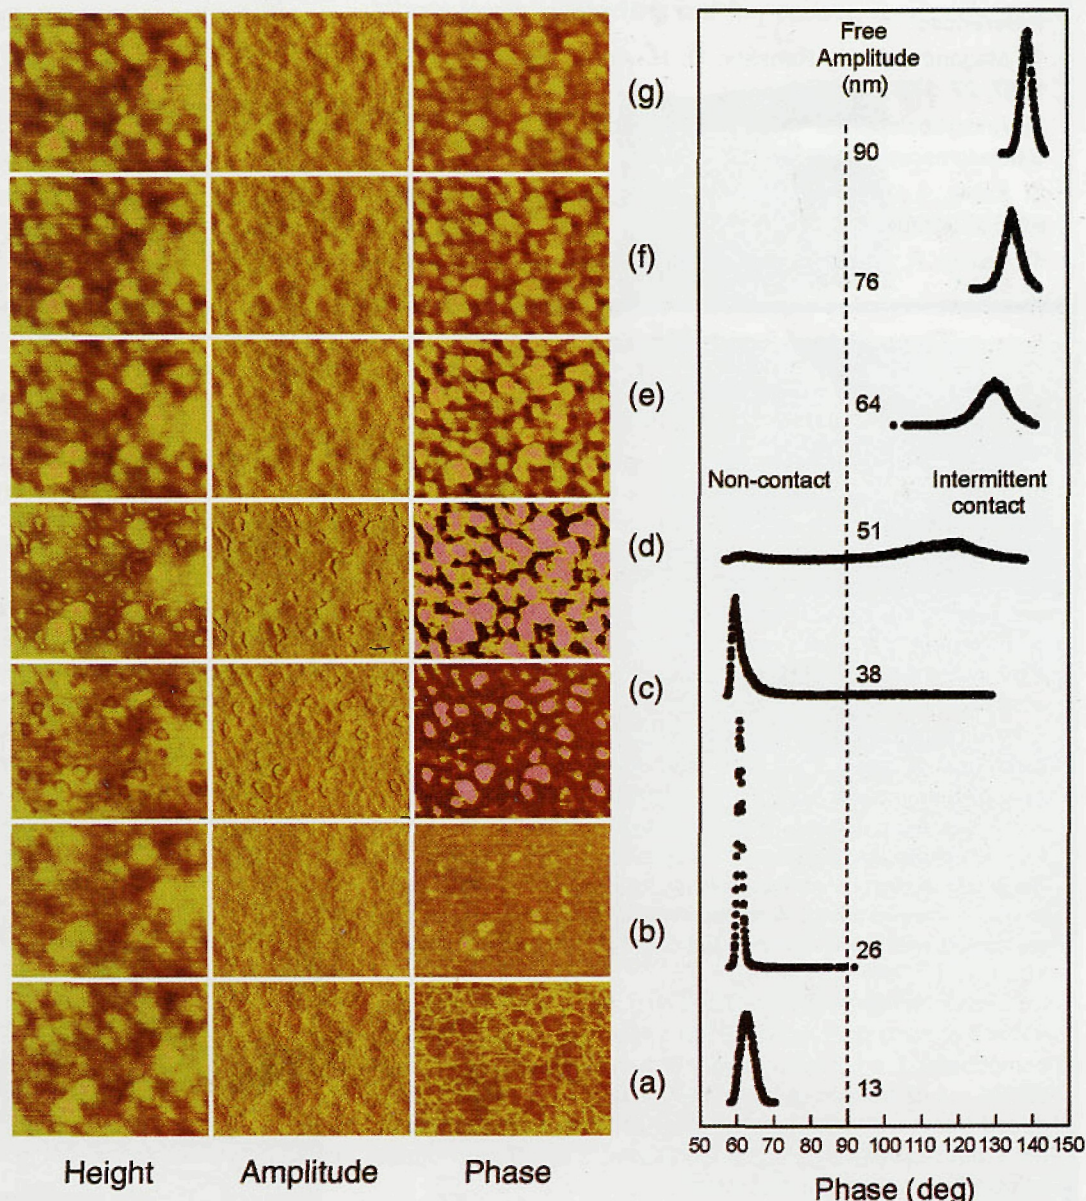 (g)
(f)
(e)
(d)
(c)
(b)
(a)
Height
Amplitude
Phase
Free
Amplitude
(nm)
90
76
64
Non-contact
Intermittent
contact
51
38
26
13
50 60 70 80 90 100 110 120 130 140 150
Phase (deg)